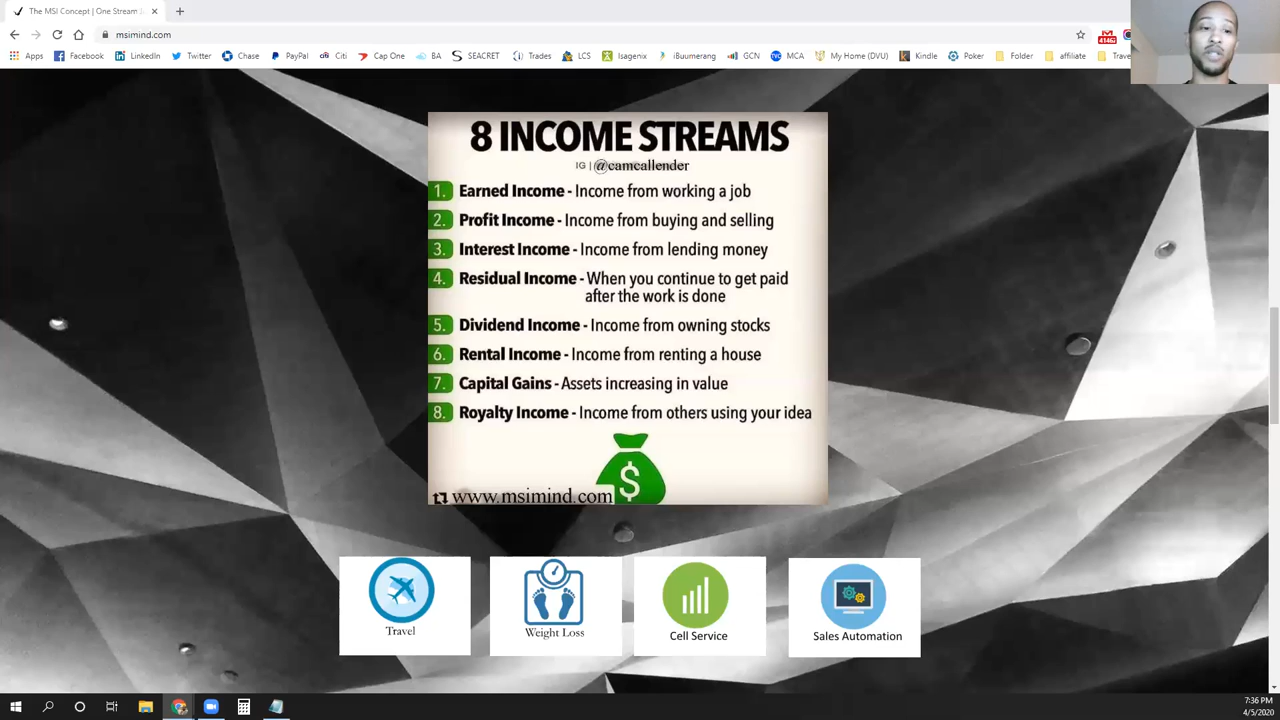 The MSI Concept | One Stream
msimind.com
41462
Apps
Facebook
LinkedIn
Twitter
Chase
PayPal
Citi
Cap One
BA
SEACRET
Trades
LCS
Isagenix
iBuumerang
GCN
MCA
My Home (DVU)
Kindle
Poker
Folder
affiliate
8 INCOME STREAMS
IG | @camcallender
1. Earned Income - Income from working a job
2. Profit Income - Income from buying and selling
3. Interest Income - Income from lending money
4. Residual Income - When you continue to get paid
after the work is done
5. Dividend Income - Income from owning stocks
6. Rental Income - Income from renting a house
7. Capital Gains - Assets increasing in value
8. Royalty Income - Income from others using your idea
$
www.msimind.com
Travel
Weight Loss
Cell Service
Sales Automation
7:36 PM
4/5/2020